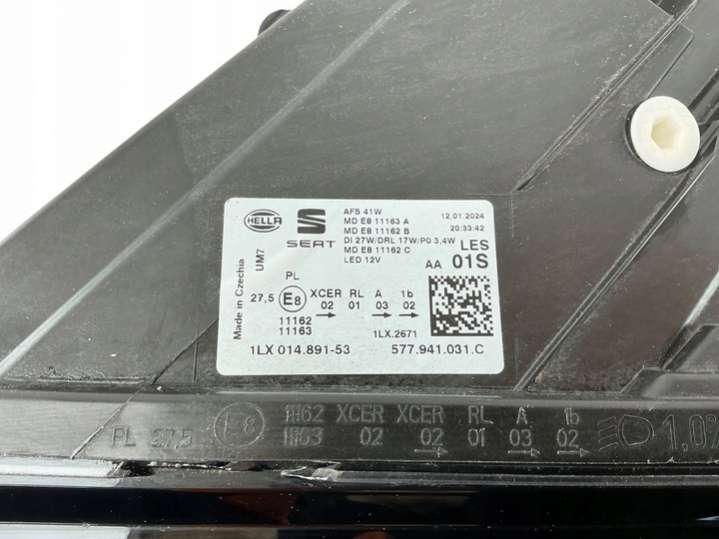 HELLA
SEAT
AFS 41W
MD E8 11163 A
MD E8 11162 B
DI 27W/DRL 17W/PO 3,4W
MD E8 11162 C
LED 12V
12.01.2024
20:33:42
LES
AA 01S
Made in Czechia
UM7
PL
27,5 E8 XCER RL A 1b
02 01 03 02
11162
11163
1LX.2671
1LX 014.891-53
577.941.031.C
PL 27,5 E8 11162 XCER XCER RL A 1b
11163 02 02 01 03 02